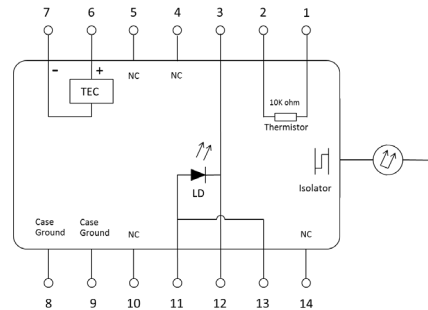 7 6 5 4 3 2 1
- + NC NC
TEC
10K ohm
Thermistor
Isolator
LD
Case
Ground
Case
Ground
NC
NC
8 9 10 11 12 13 14